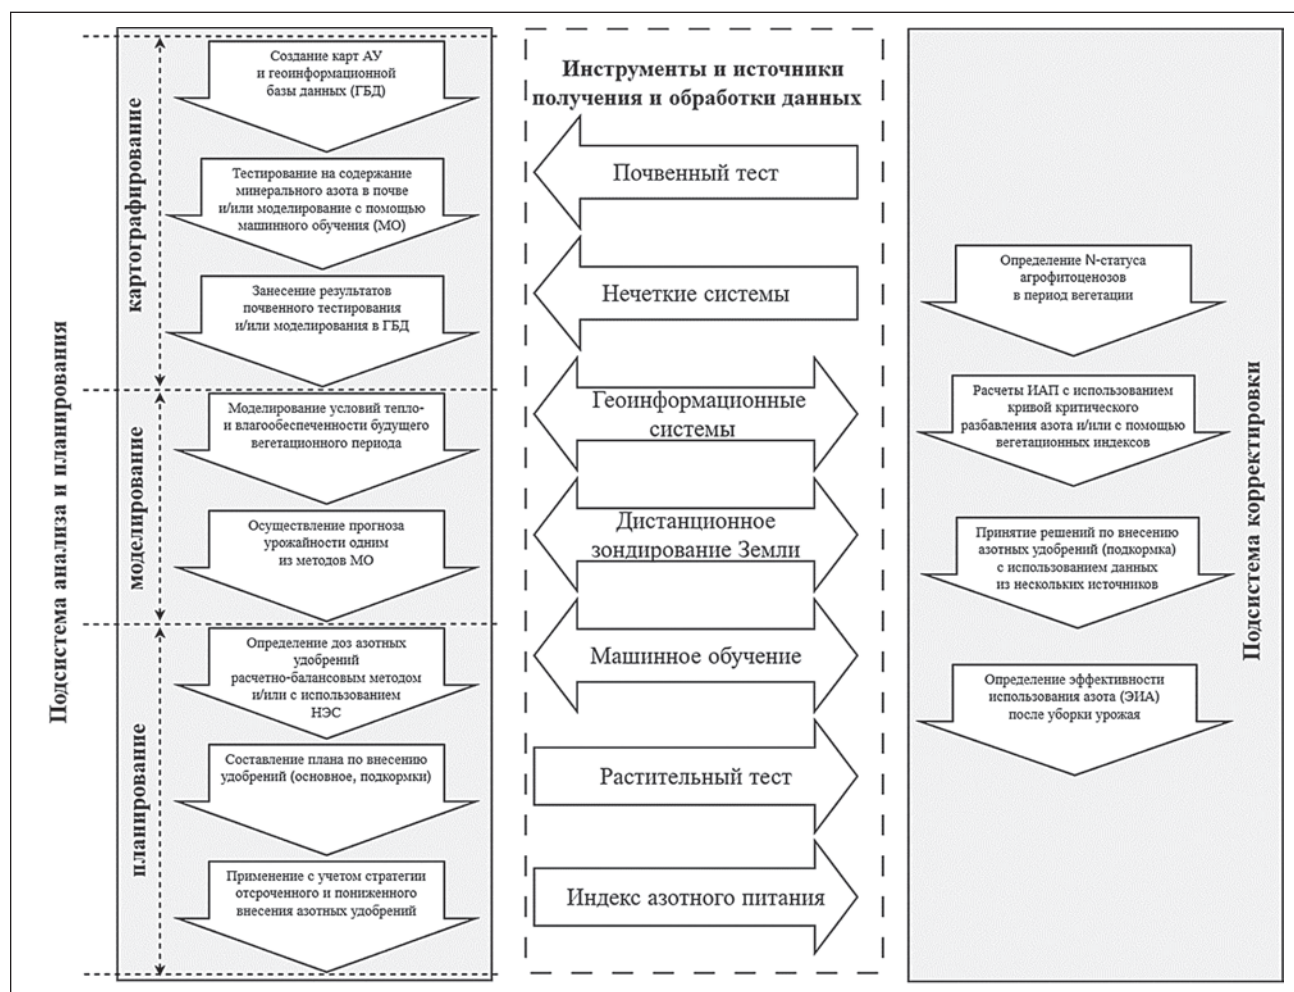 Подсистема анализа и планирования
картографирование
Создание карт АУ
и геоинформационной
базы данных (ГБД)
Тестирование на содержание
минерального азота в почве
и/или моделирование с помощью
машинного обучения (МО)
Занесение результатов
почвенного тестирования
и/или моделирования в ГБД
моделирование
Моделирование условий тепло-
и влагообеспеченности будущего
вегетационного периода
Осуществление прогноза
урожайности одним
из методов МО
планирование
Определение доз азотных
удобрений
расчетно-балансовым методом
и/или с использованием
НЭС
Составление плана по внесению
удобрений (основное, подкормки)
Применение с учетом стратегии
отсроченного и пониженного
внесения азотных удобрений
Инструменты и источники
получения и обработки данных
Почвенный тест
Нечеткие системы
Геоинформационные
системы
Дистанционное
зондирование Земли
Машинное обучение
Растительный тест
Индекс азотного питания
Определение N-статуса
агрофитоценозов
в период вегетации
Расчеты ИАП с использованием
кривой критического
разбавления азота и/или с помощью
вегетационных индексов
Принятие решений по внесению
азотных удобрений (подкормка)
с использованием данных
из нескольких источников
Определение эффективности
использования азота (ЭИА)
после уборки урожая
Подсистема корректировки